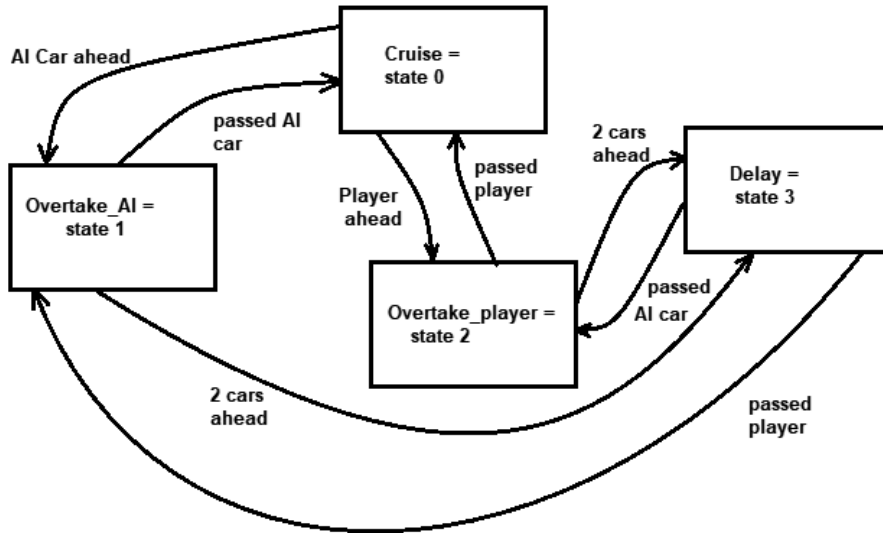 AI Car ahead
Cruise =
state 0
passed AI
car
2 cars
ahead
Delay =
state 3
Overtake_AI =
state 1
Player
ahead
passed
player
Overtake_player =
state 2
passed
AI car
2 cars
ahead
passed
player